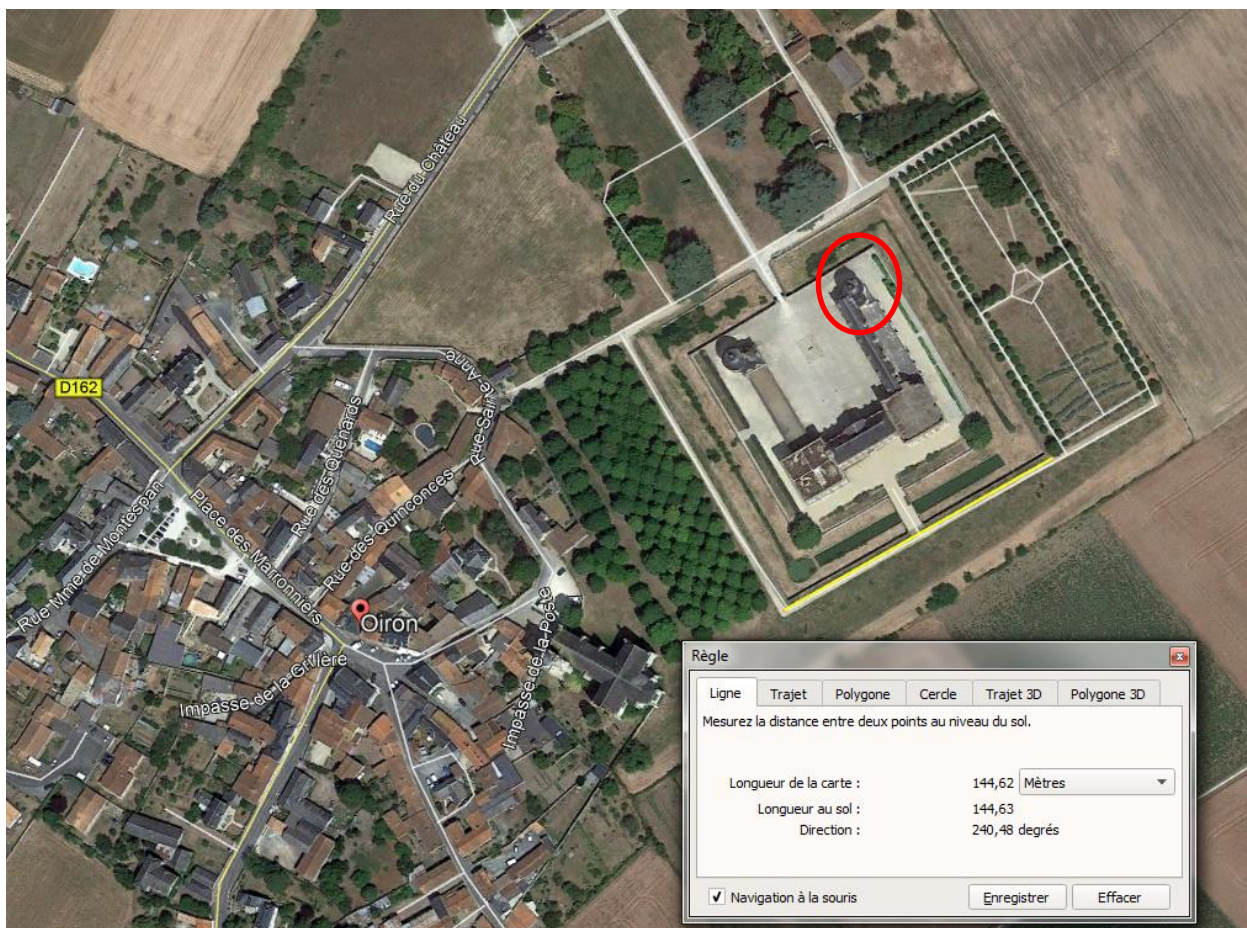 Rue du Château
D162
Rue Sainte Anne
Rue des Quénards
Rue des Quinconces
Rue Mme de Montespan
Place des Marronniers
Oiron
Impasse de la Grilère
Impasse de la Poste
Règle
Ligne Trajet Polygone Cercle Trajet 3D Polygone 3D
Mesurez la distance entre deux points au niveau du sol.
Longueur de la carte : 144,62 Mètres
Longueur au sol : 144,63
Direction : 240,48 degrés
Navigation à la souris Enregistrer Effacer